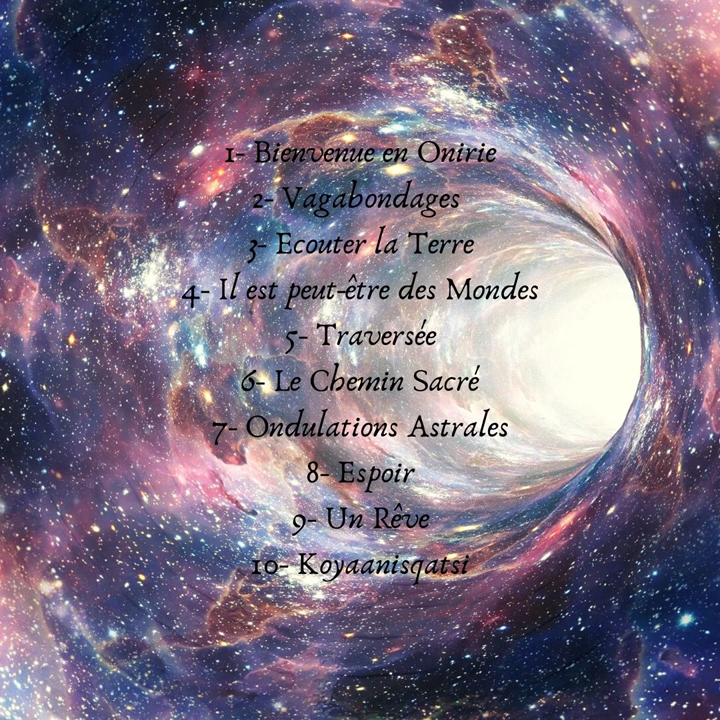 1- Bienvenue en Onirie
2- Vagabondages
3- Ecouter la Terre
4- Il est peut-être des Mondes
5- Traversée
6- Le Chemin Sacré
7- Ondulations Astrales
8- Espoir
9- Un Rêve
10- Koyaanisqatsi